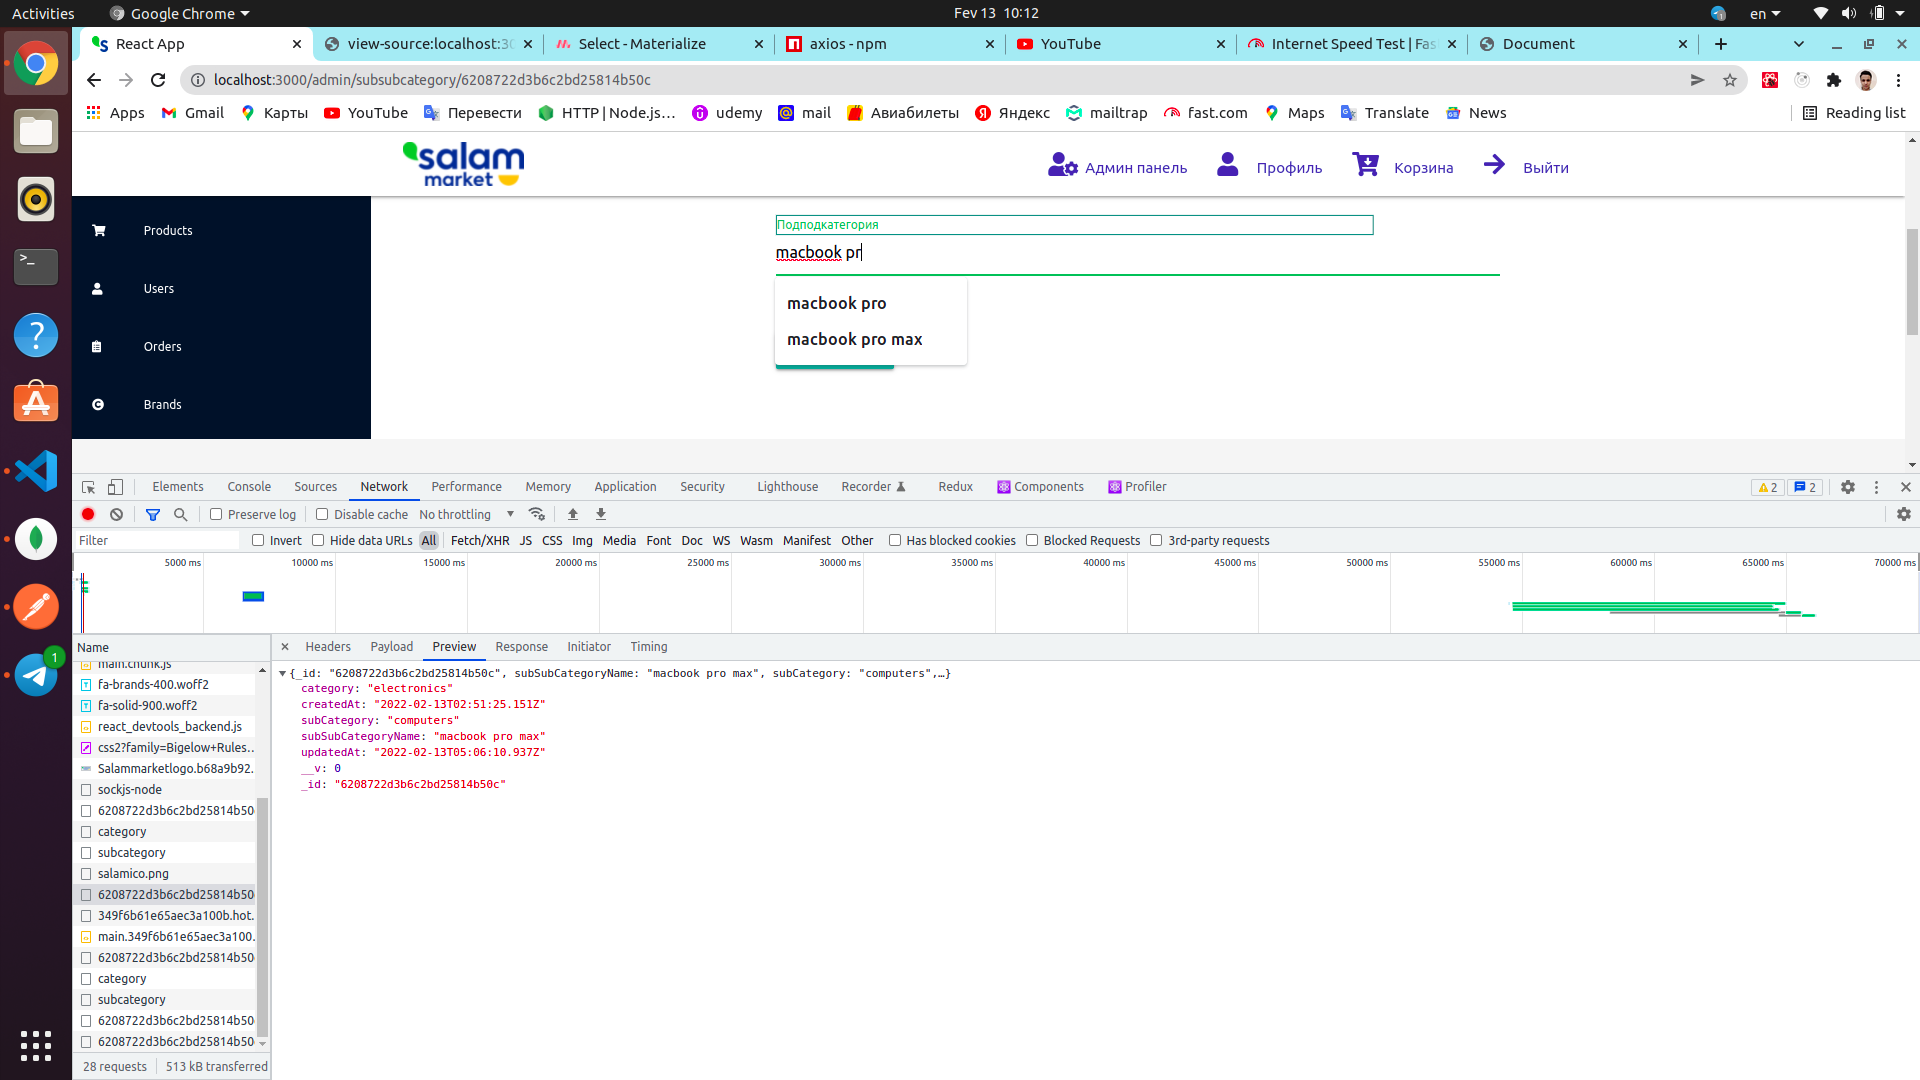 Activities
Google Chrome
Fev 13 10:12
en
React App
view-source:localhost:30
Select - Materialize
axios - npm
YouTube
Internet Speed Test | Fas
Document
localhost:3000/admin/subsubcategory/6208722d3b6c2bd25814b50c
Apps
Gmail
Карты
YouTube
Перевести
HTTP | Node.js…
udemy
mail
Авиабилеты
Яндекс
mailtrap
fast.com
Maps
Translate
News
Reading list
salam
market
Админ панель
Профиль
Корзина
Выйти
Products
Users
Orders
Brands
Подподкатегория
macbook pr
macbook pro
macbook pro max
Elements
Console
Sources
Network
Performance
Memory
Application
Security
Lighthouse
Recorder
Redux
Components
Profiler
2
2
Preserve log
Disable cache
No throttling
Filter
Invert
Hide data URLs
All
Fetch/XHR
JS
CSS
Img
Media
Font
Doc
WS
Wasm
Manifest
Other
Has blocked cookies
Blocked Requests
3rd-party requests
5000 ms
10000 ms
15000 ms
20000 ms
25000 ms
30000 ms
35000 ms
40000 ms
45000 ms
50000 ms
55000 ms
60000 ms
65000 ms
70000 ms
Name
main.chunk.js
fa-brands-400.woff2
fa-solid-900.woff2
react_devtools_backend.js
css2?family=Bigelow+Rules…
Salammarketlogo.b68a9b92.
sockjs-node
6208722d3b6c2bd25814b50
category
subcategory
salamico.png
6208722d3b6c2bd25814b50
349f6b61e65aec3a100b.hot.
main.349f6b61e65aec3a100.
6208722d3b6c2bd25814b50
category
subcategory
6208722d3b6c2bd25814b50
6208722d3b6c2bd25814b50
28 requests
513 kB transferred
Headers
Payload
Preview
Response
Initiator
Timing
{_id: "6208722d3b6c2bd25814b50c", subSubCategoryName: "macbook pro max", subCategory: "computers",…}
category: "electronics"
createdAt: "2022-02-13T02:51:25.151Z"
subCategory: "computers"
subSubCategoryName: "macbook pro max"
updatedAt: "2022-02-13T05:06:10.937Z"
__v: 0
_id: "6208722d3b6c2bd25814b50c"
1